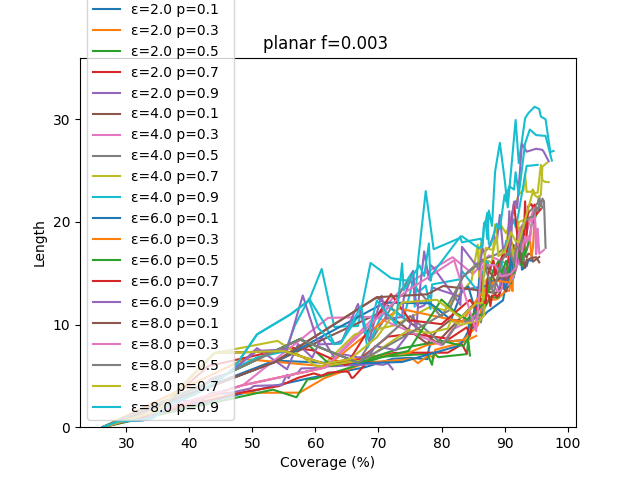 ε=2.0 p=0.1
ε=2.0 p=0.3
ε=2.0 p=0.5
ε=2.0 p=0.7
ε=2.0 p=0.9
ε=4.0 p=0.1
ε=4.0 p=0.3
ε=4.0 p=0.5
ε=4.0 p=0.7
ε=4.0 p=0.9
ε=6.0 p=0.1
ε=6.0 p=0.3
ε=6.0 p=0.5
ε=6.0 p=0.7
ε=6.0 p=0.9
ε=8.0 p=0.1
ε=8.0 p=0.3
ε=8.0 p=0.5
ε=8.0 p=0.7
ε=8.0 p=0.9
planar f=0.003
Length
30
20
10
0
30 40 50 60 70 80 90 100
Coverage (%)